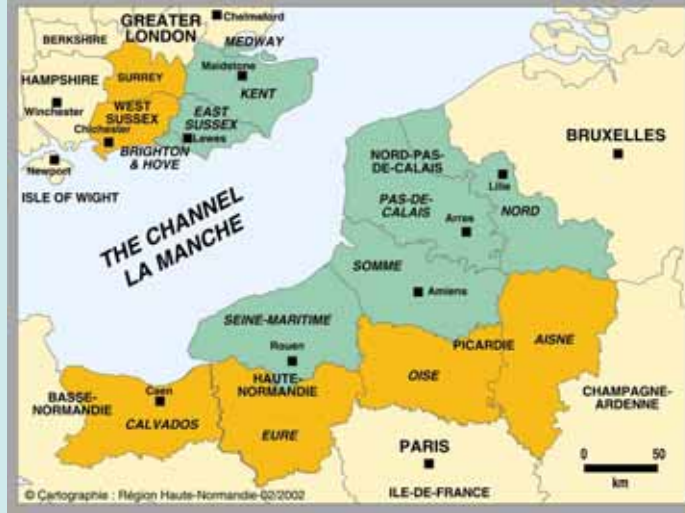 GREATER
LONDON
Chelmsford
BERKSHIRE
MEDWAY
SURREY
Maidstone
HAMPSHIRE
KENT
Winchester
WEST
SUSSEX
EAST
SUSSEX
Chichester
Lewes
BRIGHTON
& HOVE
Newport
ISLE OF WIGHT
BRUXELLES
NORD-PAS-
DE-CALAIS
Lille
PAS-DE-
CALAIS
NORD
Arras
THE CHANNEL
LA MANCHE
SOMME
Amiens
SEINE-MARITIME
Rouen
PICARDIE
AISNE
OISE
HAUTE-
NORMANDIE
BASSE-
NORMANDIE
Caen
CALVADOS
EURE
CHAMPAGNE-
ARDENNE
PARIS
ILE-DE-FRANCE
0 50
km
© Cartographie : Région Haute-Normandie-02/2002